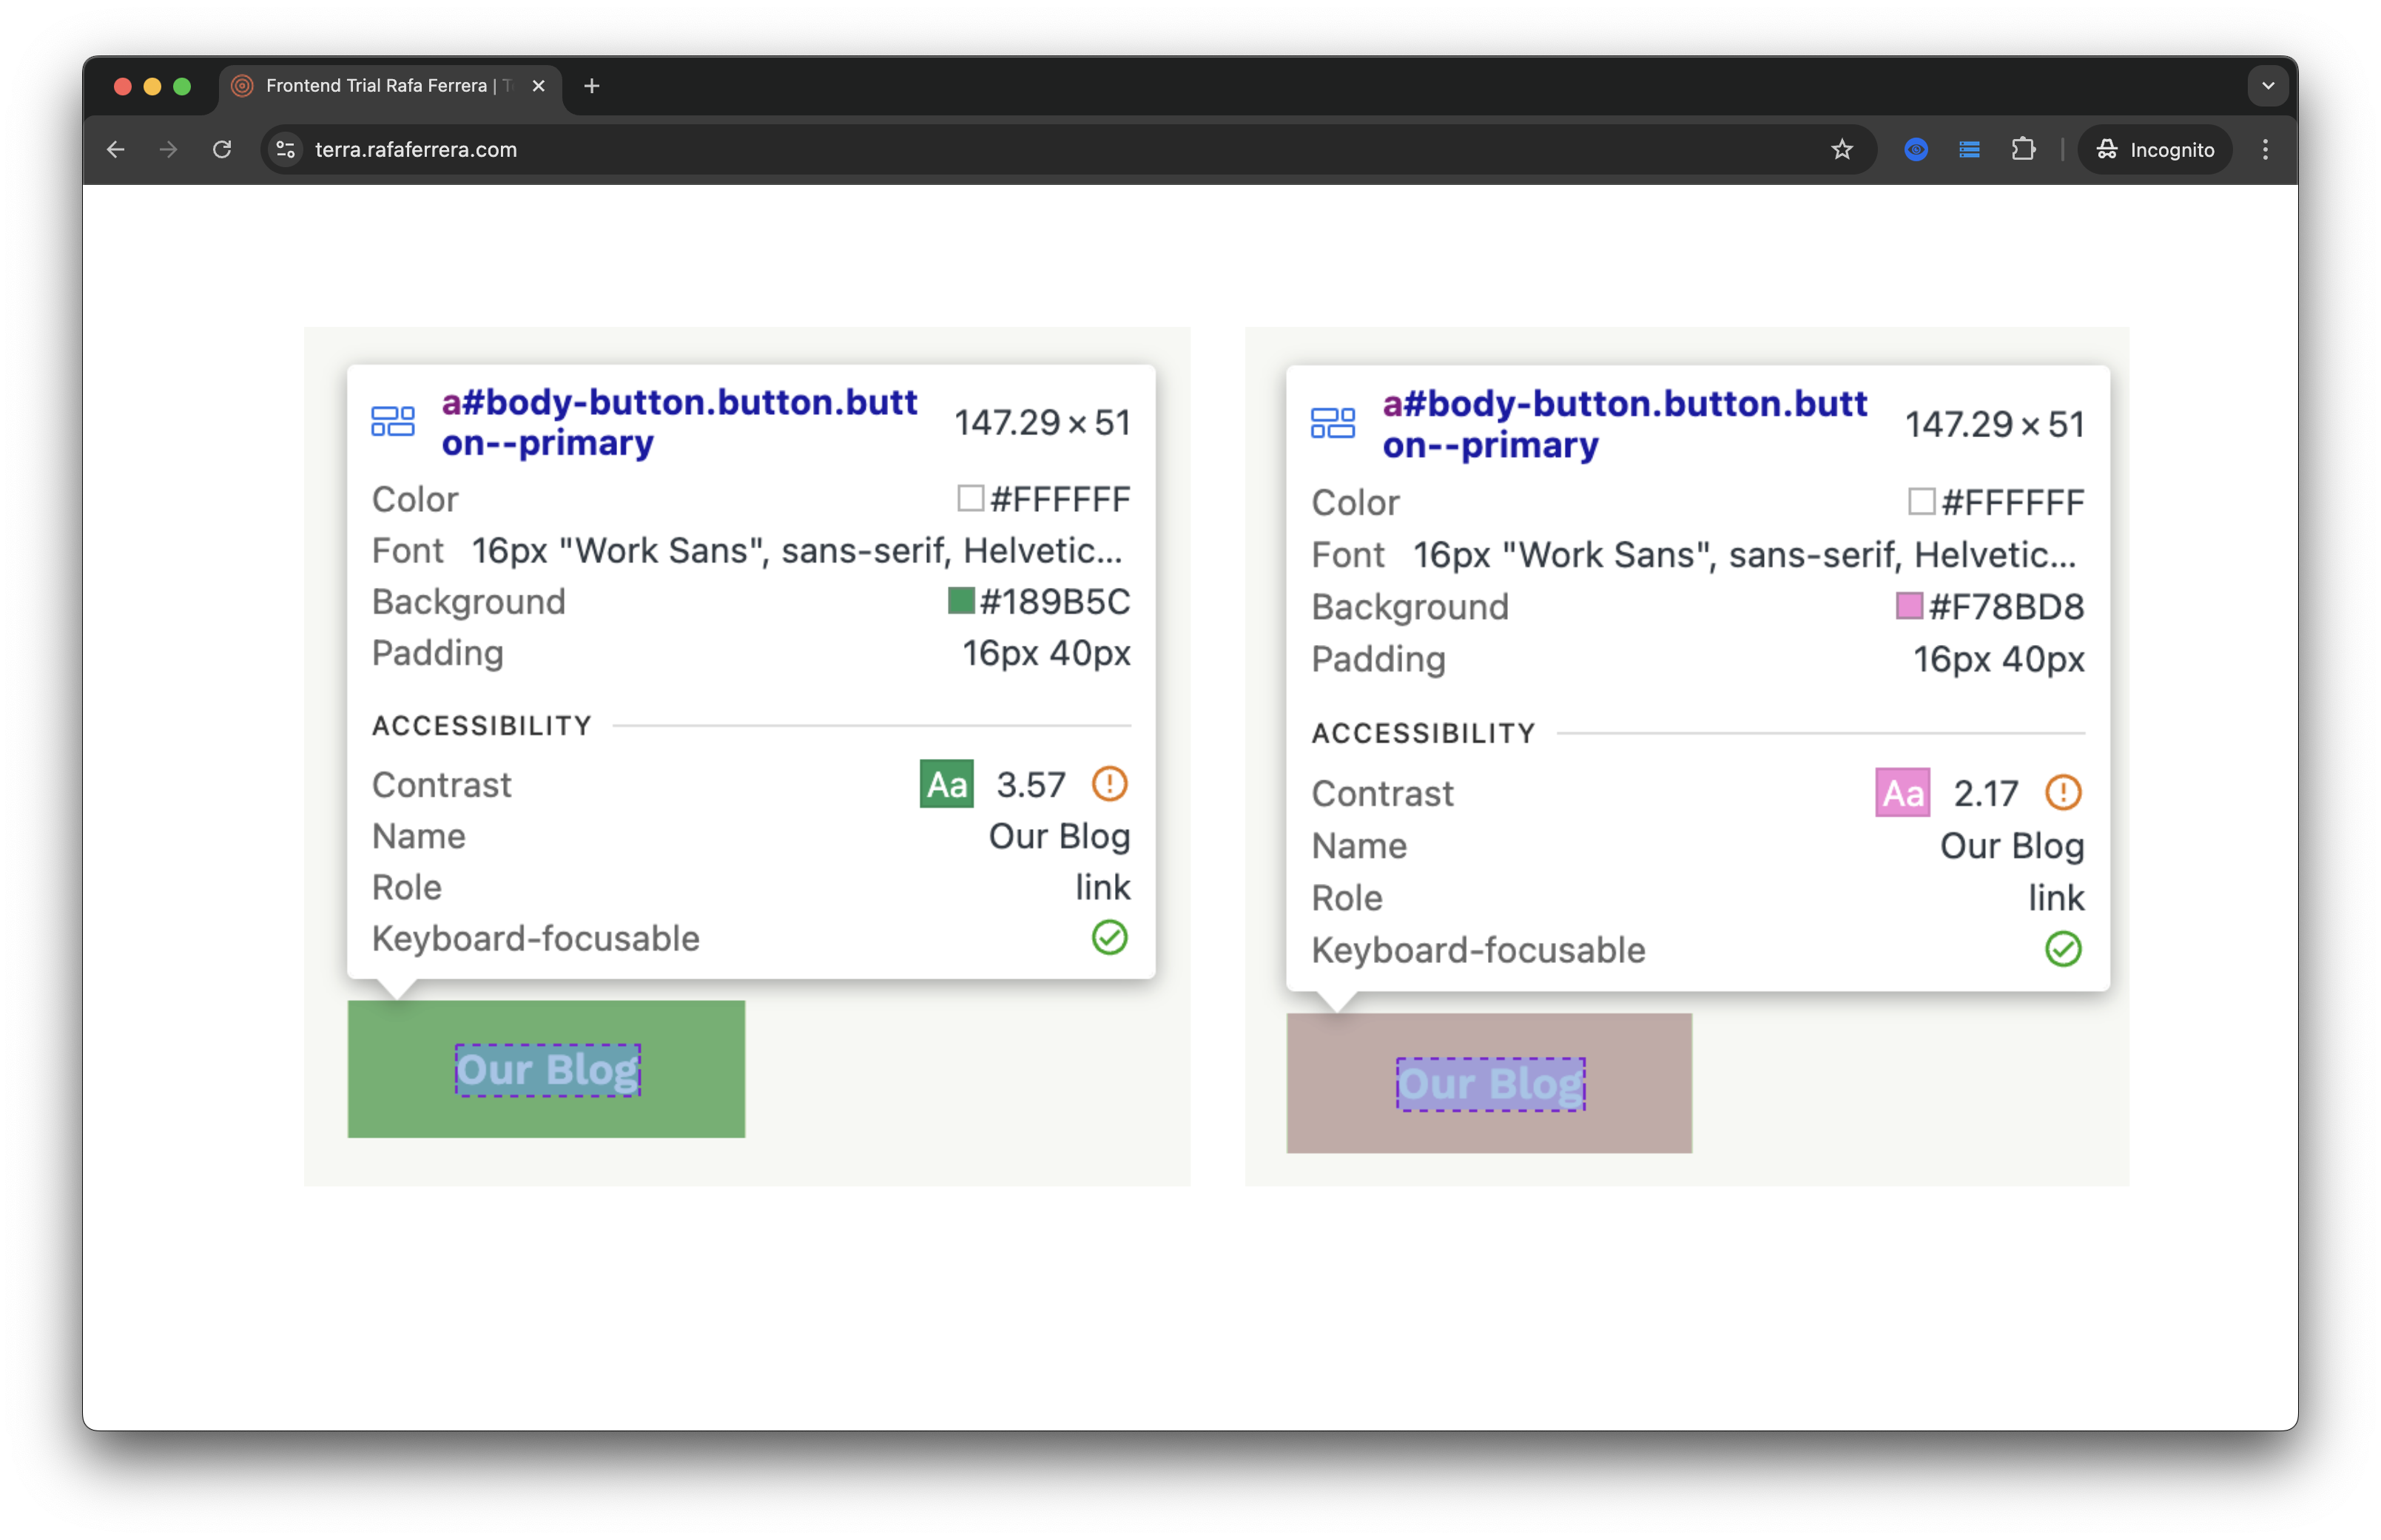 Frontend Trial Rafa Ferrera |
terra.rafaferrera.com
Incognito
a#body-button.button.butt
on--primary
147.29 × 51
Color
#FFFFFF
Font 16px "Work Sans", sans-serif, Helvetic...
Background
#189B5C
Padding
16px 40px
ACCESSIBILITY
Contrast
Aa 3.57
Name
Our Blog
Role
link
Keyboard-focusable
Our Blog
a#body-button.button.butt
on--primary
147.29 × 51
Color
#FFFFFF
Font 16px "Work Sans", sans-serif, Helvetic...
Background
#F78BD8
Padding
16px 40px
ACCESSIBILITY
Contrast
Aa 2.17
Name
Our Blog
Role
link
Keyboard-focusable
Our Blog